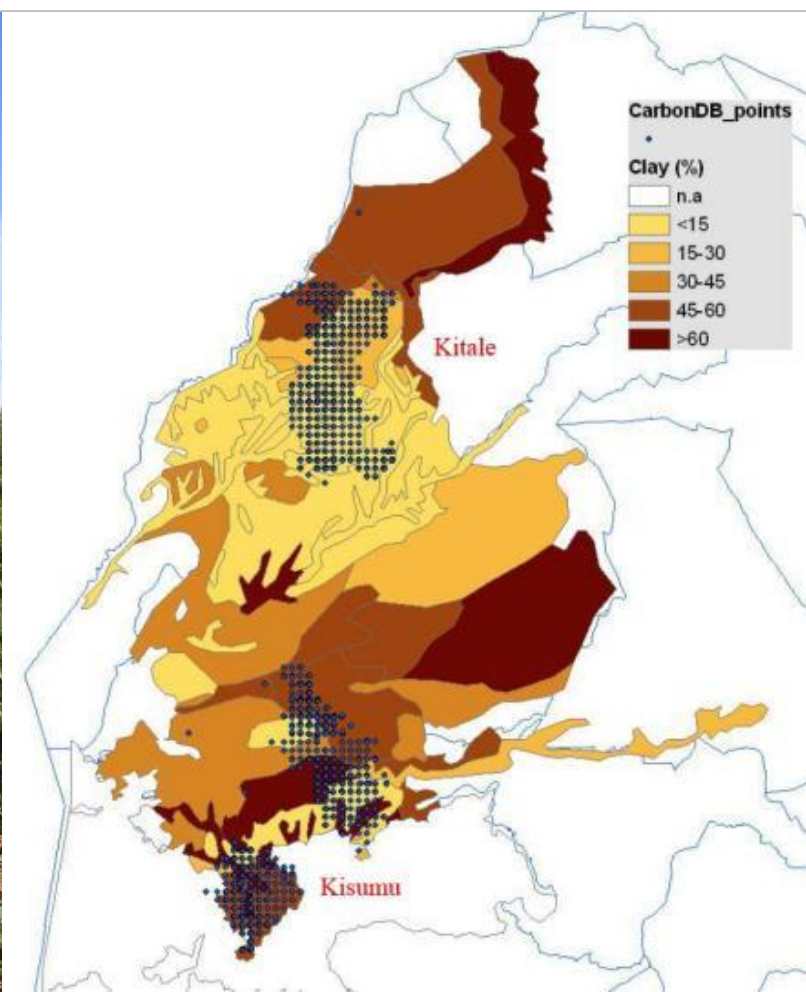 CarbonDB_points
Clay (%)
n.a
<15
15-30
30-45
45-60
>60
Kitale
Kisumu